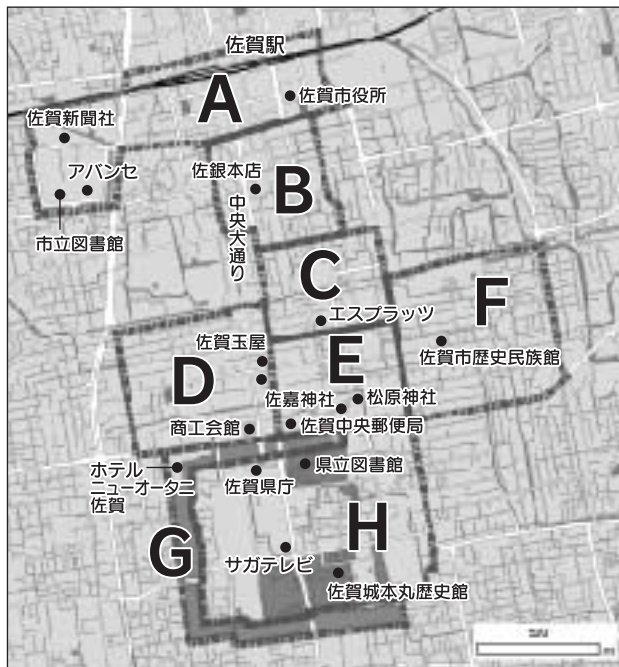 佐賀駅
A
佐賀市役所
佐賀新聞社
アバンセ
市立図書館
佐銀本店
B
中央大通り
C
エスプラッツ
F
佐賀市歴史民族館
佐賀玉屋
D
E
佐嘉神社
松原神社
商工会館
佐賀中央郵便局
ホテル
ニューオータニ
佐賀
佐賀県庁
県立図書館
G
H
サガテレビ
佐賀城本丸歴史館